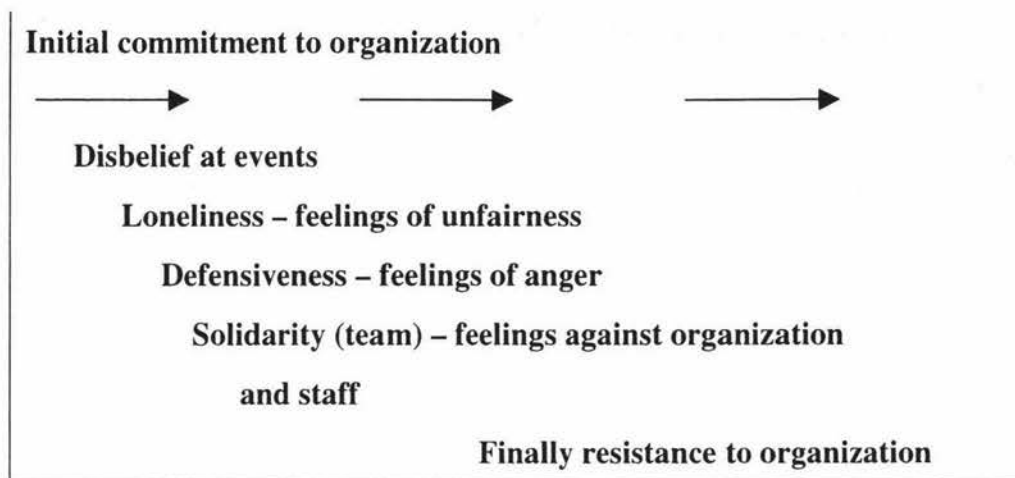 Initial commitment to organization
Disbelief at events
Loneliness – feelings of unfairness
Defensiveness – feelings of anger
Solidarity (team) – feelings against organization
and staff
Finally resistance to organization